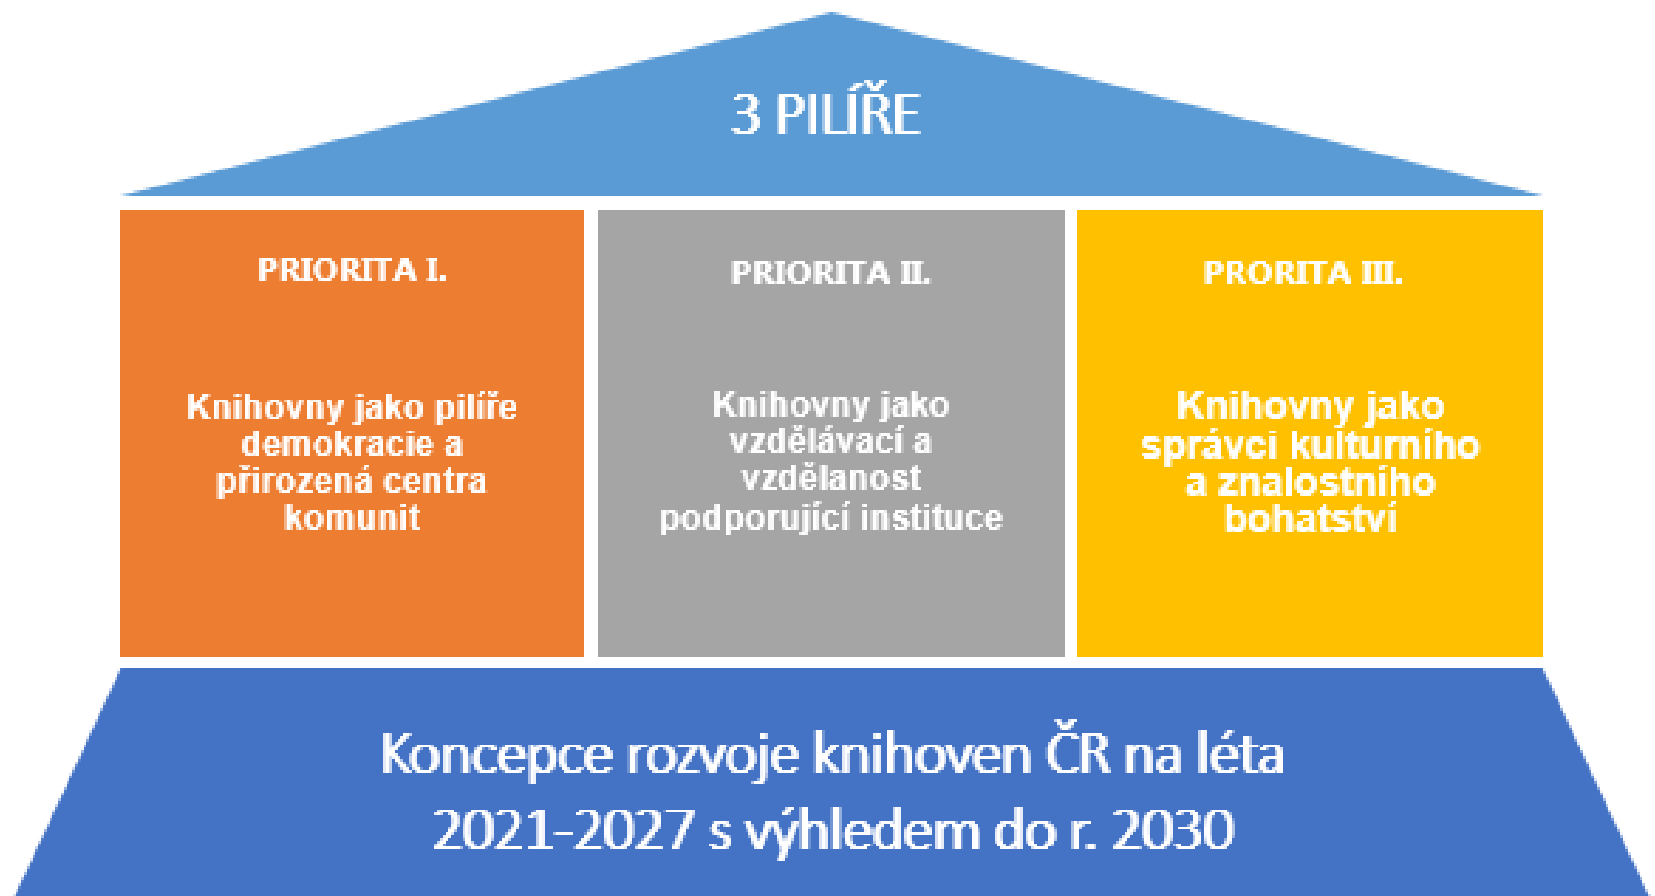 3 PILÍŘE
PRIORITA I.
Knihovny jako pilíře
demokracie a
přirozená centra
komunit
PRIORITA II.
Knihovny jako
vzdělávací a
vzdělanost
podporující instituce
PRORITA III.
Knihovny jako
správci kulturního
a znalostního
bohatství
Koncepce rozvoje knihoven ČR na léta
2021-2027 s výhledem do r. 2030